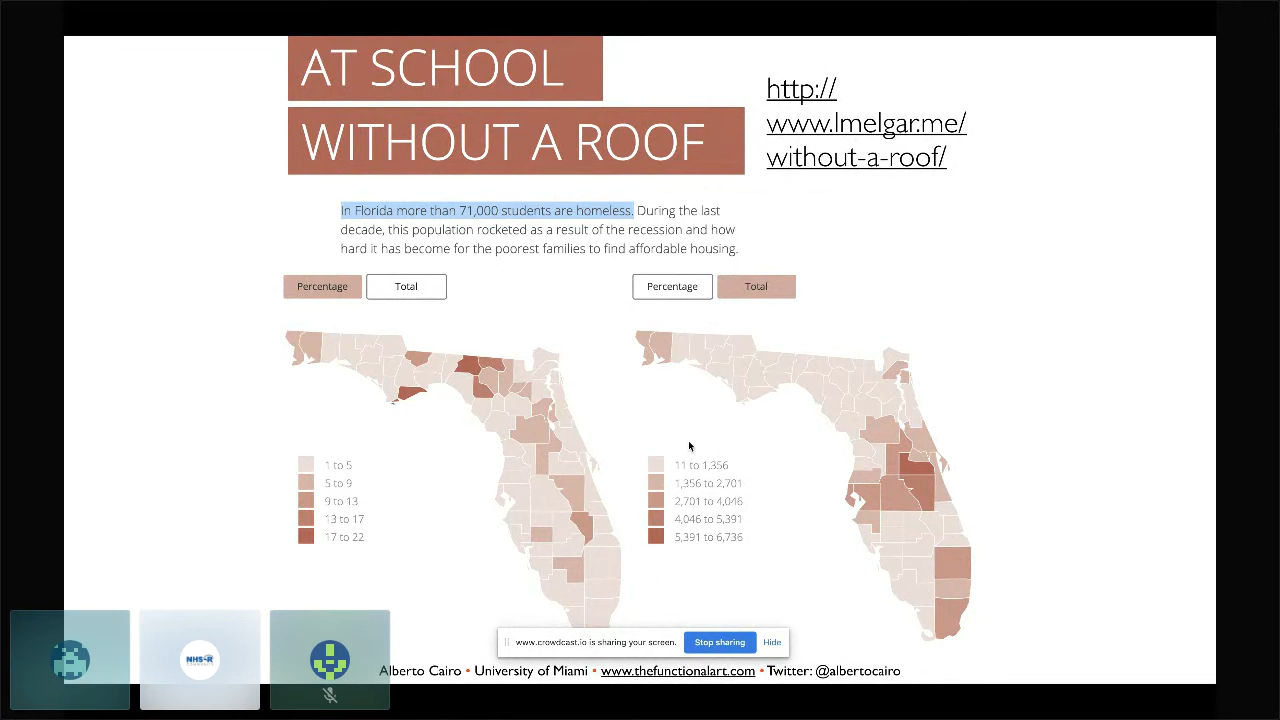 AT SCHOOL
WITHOUT A ROOF
http://
www.lmelgar.me/
without-a-roof/
In Florida more than 71,000 students are homeless. During the last
decade, this population rocketed as a result of the recession and how
hard it has become for the poorest families to find affordable housing.
Percentage Total
Percentage Total
1 to 5
5 to 9
9 to 13
13 to 17
17 to 22
11 to 1,356
1,356 to 2,701
2,701 to 4,046
4,046 to 5,391
5,391 to 6,736
www.crowdcast.io is sharing your screen. Stop sharing Hide
NHS-R
COMMUNITY
Alberto Cairo • University of Miami • www.thefunctionalart.com • Twitter: @albertocairo